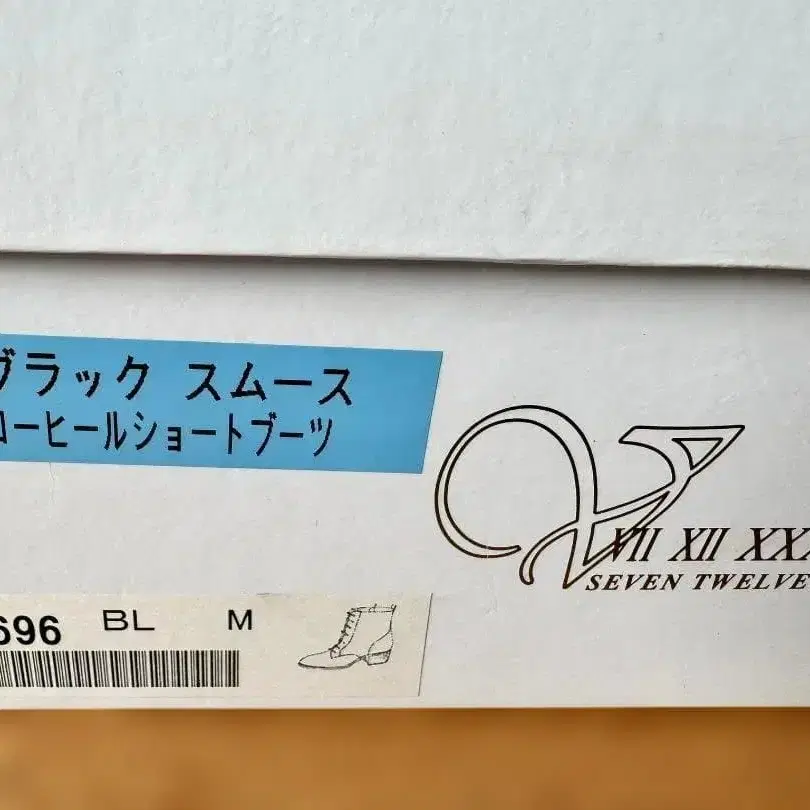 ブラック スムース
ローヒールショートブーツ
VII XII XXX
SEVEN TWELVE
696 BL M